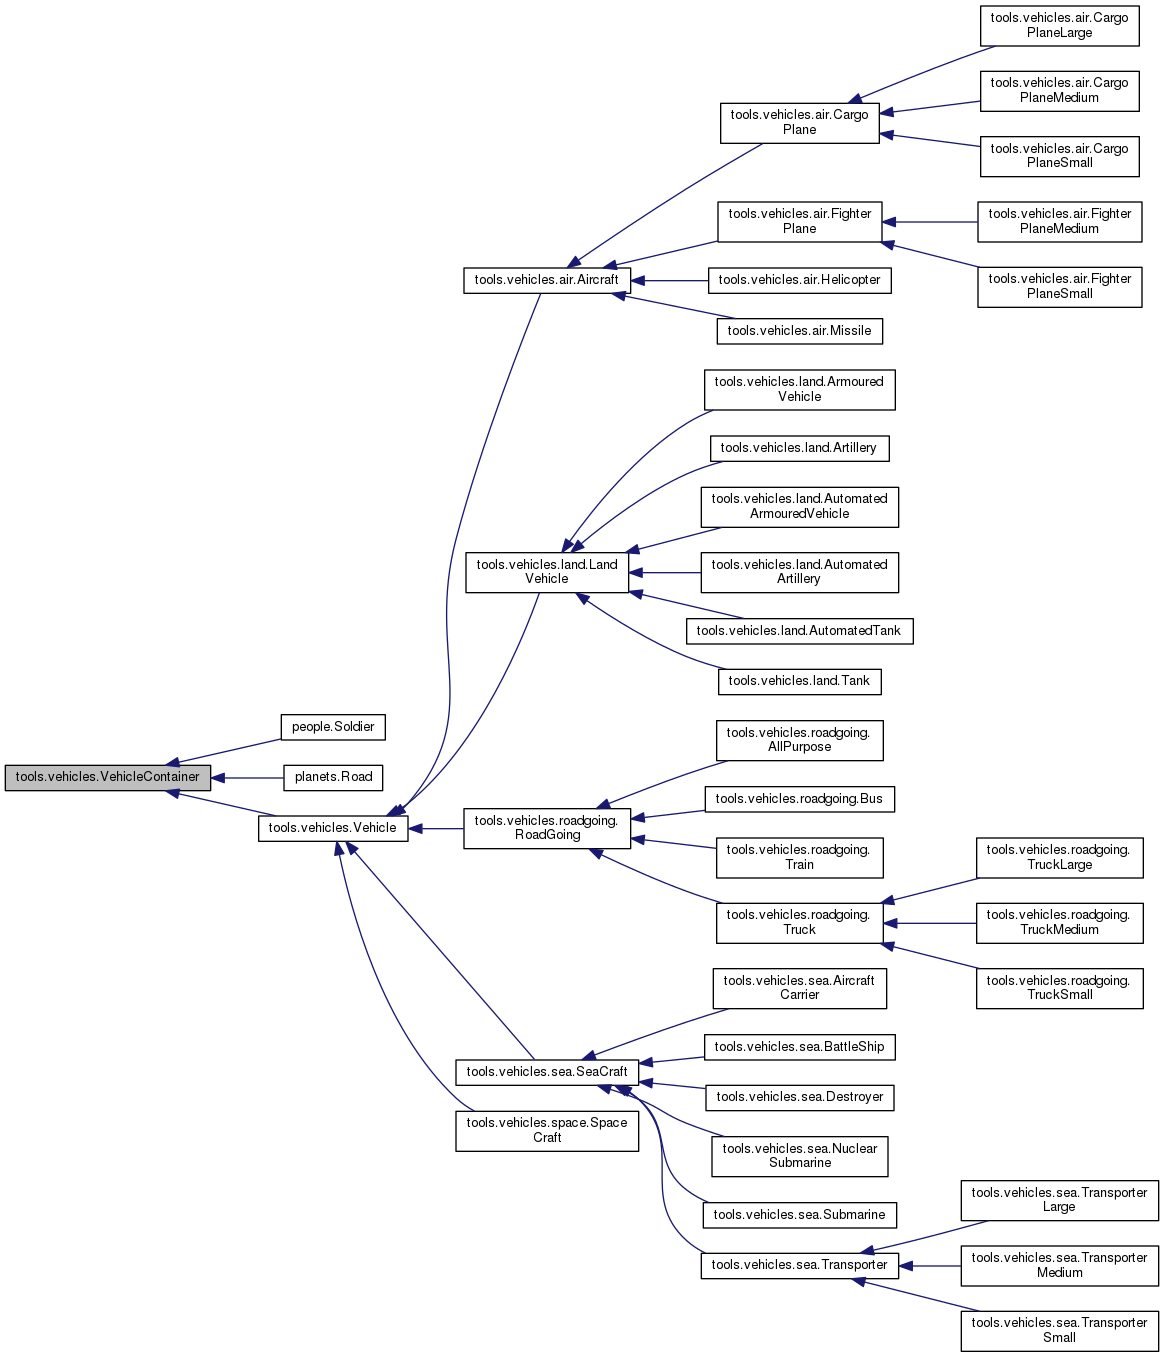 tools.vehicles.air.Cargo
PlaneLarge
tools.vehicles.air.Cargo
PlaneMedium
tools.vehicles.air.Cargo
Plane
tools.vehicles.air.Cargo
PlaneSmall
tools.vehicles.air.Fighter
Plane
tools.vehicles.air.Fighter
PlaneMedium
tools.vehicles.air.Aircraft
tools.vehicles.air.Helicopter
tools.vehicles.air.Fighter
PlaneSmall
tools.vehicles.air.Missile
tools.vehicles.land.Armoured
Vehicle
tools.vehicles.land.Artillery
tools.vehicles.land.Automated
ArmouredVehicle
tools.vehicles.land.Land
Vehicle
tools.vehicles.land.Automated
Artillery
tools.vehicles.land.AutomatedTank
tools.vehicles.land.Tank
people.Soldier
tools.vehicles.roadgoing.
AllPurpose
tools.vehicles.VehicleContainer
planets.Road
tools.vehicles.roadgoing.Bus
tools.vehicles.Vehicle
tools.vehicles.roadgoing.
RoadGoing
tools.vehicles.roadgoing.
Train
tools.vehicles.roadgoing.
TruckLarge
tools.vehicles.roadgoing.
Truck
tools.vehicles.roadgoing.
TruckMedium
tools.vehicles.roadgoing.
TruckSmall
tools.vehicles.sea.Aircraft
Carrier
tools.vehicles.sea.BattleShip
tools.vehicles.sea.SeaCraft
tools.vehicles.sea.Destroyer
tools.vehicles.space.Space
Craft
tools.vehicles.sea.Nuclear
Submarine
tools.vehicles.sea.Submarine
tools.vehicles.sea.Transporter
Large
tools.vehicles.sea.Transporter
tools.vehicles.sea.Transporter
Medium
tools.vehicles.sea.Transporter
Small